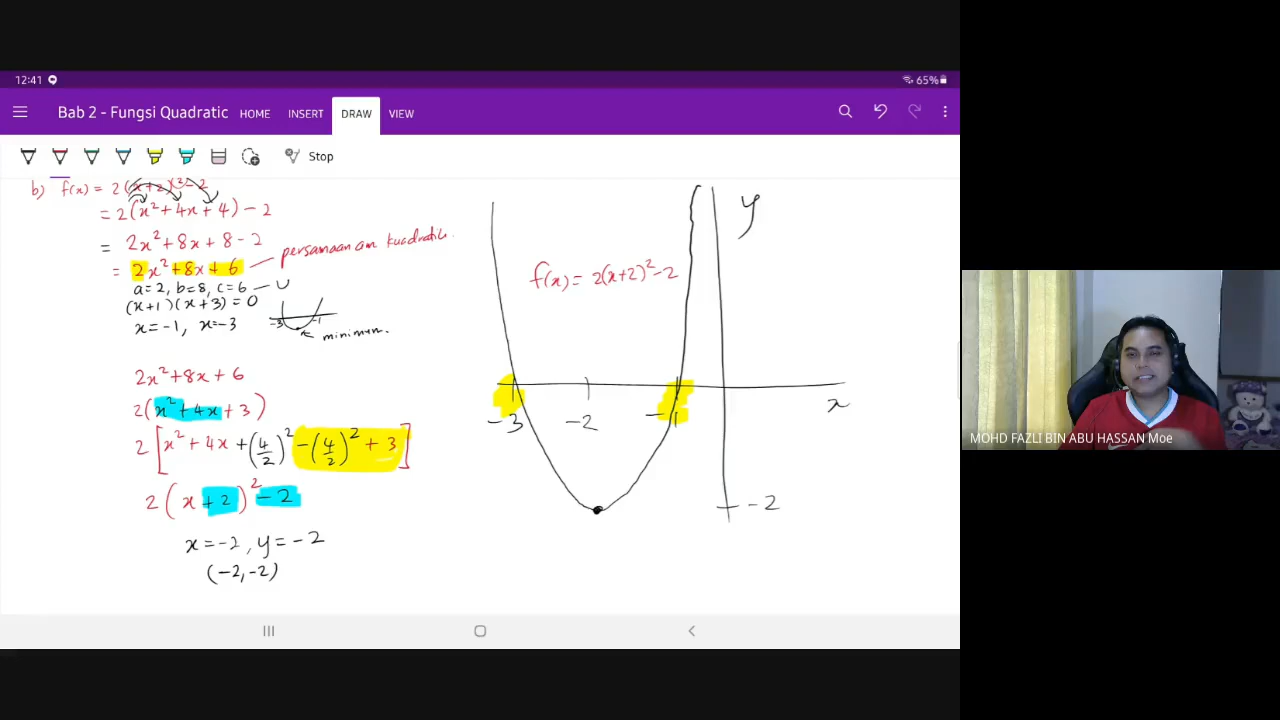 12:41 65%
Bab 2 - Fungsi Quadratic HOME INSERT DRAW VIEW
Stop
b) f(x) = 2(x+2)² - 2
= 2(x² + 4x + 4) - 2
= 2x² + 8x + 8 - 2
= 2x² + 8x + 6 — persamaan am kuadratik.
a = 2, b = 8, c = 6 — ∪
(x+1)(x+3) = 0
x = -1, x = -3
-3 -1
minimum.
2x² + 8x + 6
2(x² + 4x + 3)
2[x² + 4x + (4/2)² - (4/2)² + 3]
2(x + 2)² - 2
x = -2, y = -2
(-2, -2)
y
f(x) = 2(x+2)² - 2
x
-3 -2 -1
-2
MOHD FAZLI BIN ABU HASSAN Moe